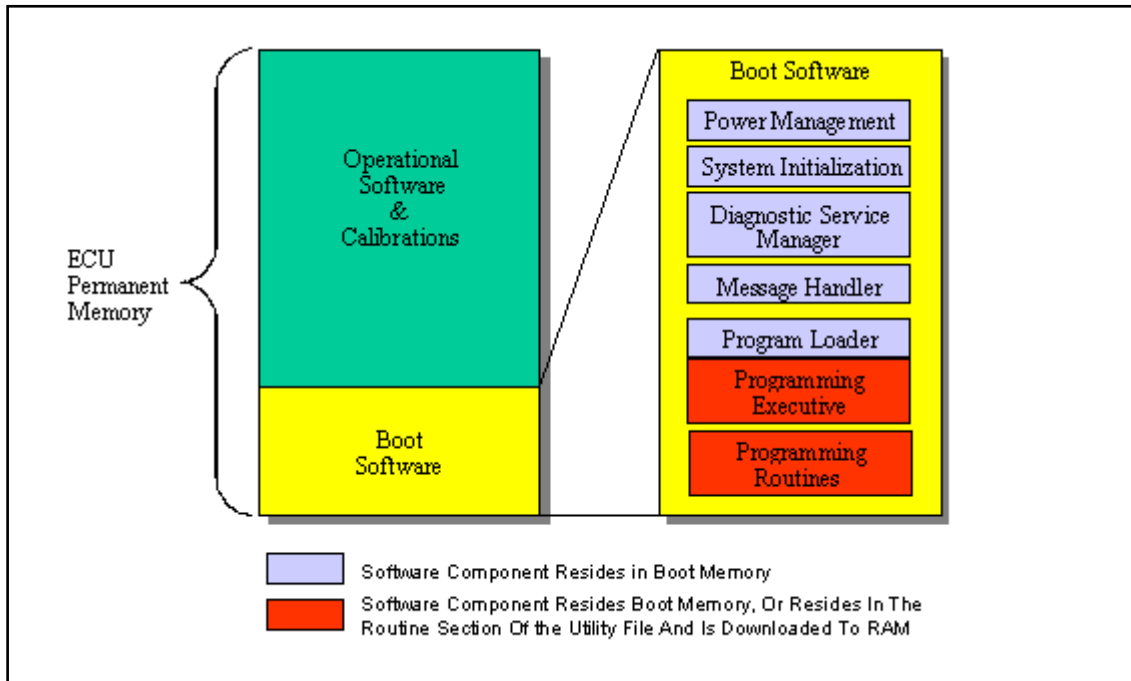 ECU
Permanent
Memory
Operational
Software
&
Calibrations
Boot
Software
Boot Software
Power Management
System Initialization
Diagnostic Service
Manager
Message Handler
Program Loader
Programming
Executive
Programming
Routines
Software Component Resides in Boot Memory
Software Component Resides Boot Memory, Or Resides In The
Routine Section Of the Utility File And Is Downloaded To RAM